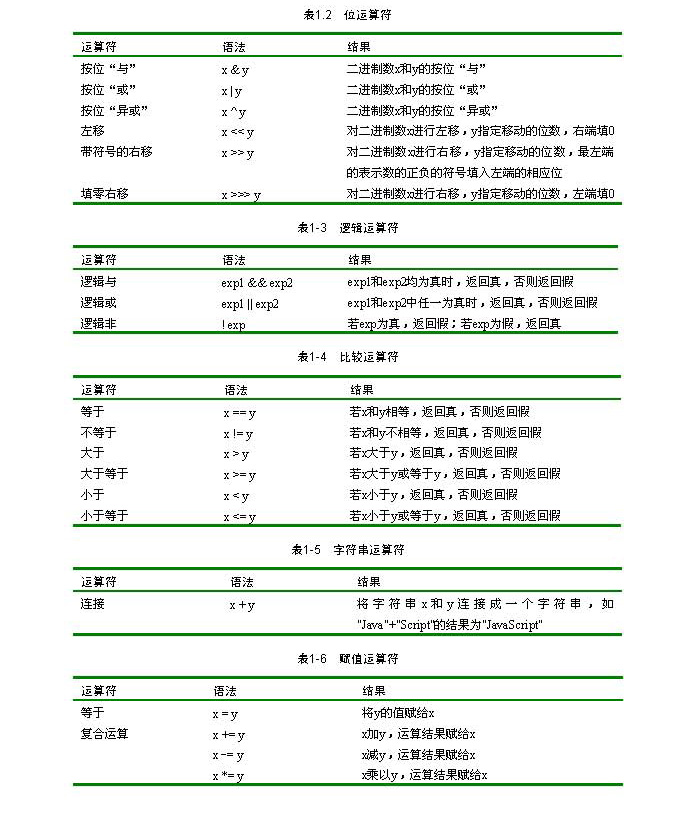 表1.2 位运算符
运算符 语法 结果
按位“与” x & y 二进制数x和y的按位“与”
按位“或” x | y 二进制数x和y的按位“或”
按位“异或” x ^ y 二进制数x和y的按位“异或”
左移 x << y 对二进制数x进行左移，y指定移动的位数，右端填0
带符号的右移 x >> y 对二进制数x进行右移，y指定移动的位数，最左端
的表示数的正负的符号填入左端的相应位
填零右移 x >>> y 对二进制数x进行右移，y指定移动的位数，左端填0
表1-3 逻辑运算符
运算符 语法 结果
逻辑与 exp1 && exp2 exp1和exp2均为真时，返回真，否则返回假
逻辑或 exp1 || exp2 exp1和exp2中任一为真时，返回真，否则返回假
逻辑非 ! exp 若exp为真，返回假；若exp为假，返回真
表1-4 比较运算符
运算符 语法 结果
等于 x == y 若x和y相等，返回真，否则返回假
不等于 x != y 若x和y不相等，返回真，否则返回假
大于 x > y 若x大于y，返回真，否则返回假
大于等于 x >= y 若x大于y或等于y，返回真，否则返回假
小于 x < y 若x小于y，返回真，否则返回假
小于等于 x <= y 若x小于y或等于y，返回真，否则返回假
表1-5 字符串运算符
运算符 语法 结果
连接 x + y 将字符串x和y连接成一个字符串，如
"Java"+"Script"的结果为"JavaScript"
表1-6 赋值运算符
运算符 语法 结果
等于 x = y 将y的值赋给x
复合运算 x += y x加y，运算结果赋给x
x -= y x减y，运算结果赋给x
x *= y x乘以y，运算结果赋给x